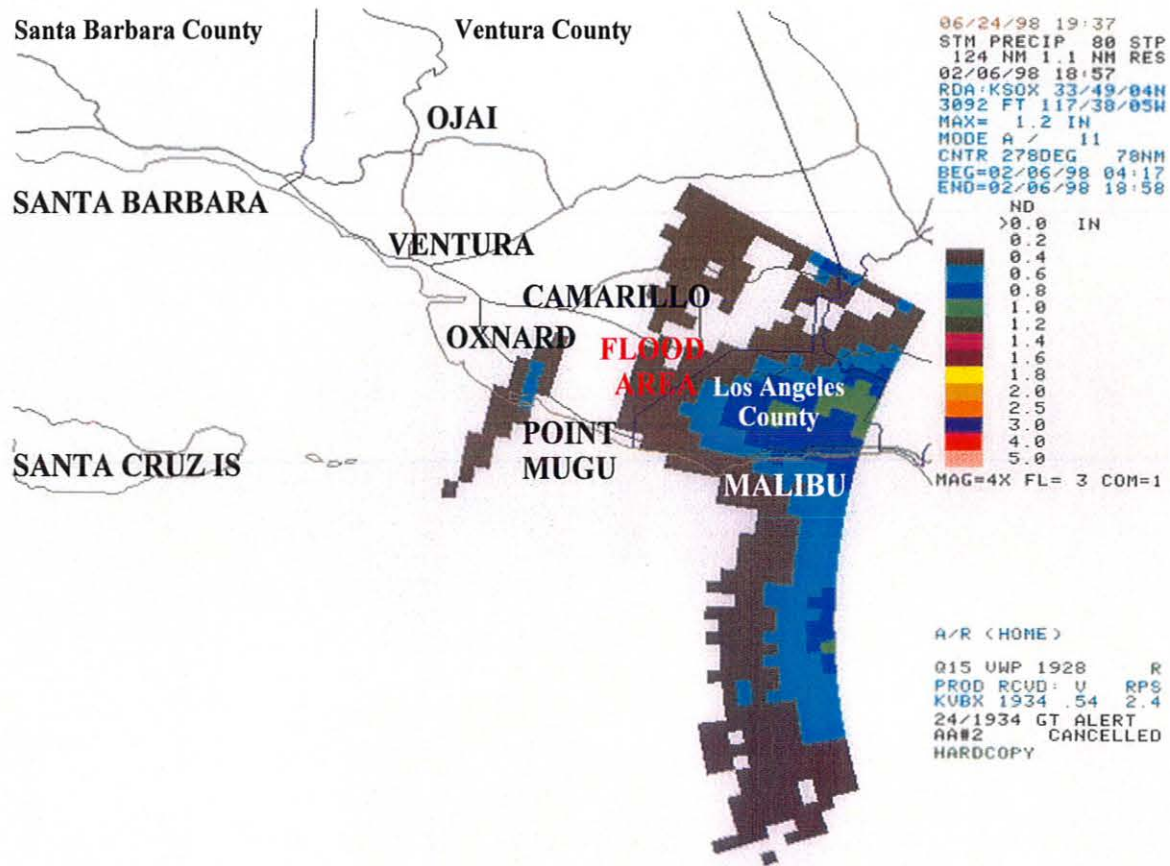 Santa Barbara County
Ventura County
OJAI
SANTA BARBARA
VENTURA
CAMARILLO
OXNARD
FLOOD
AREA
Los Angeles
County
POINT
MUGU
SANTA CRUZ IS
MALIBU
06/24/98 19:37
STM PRECIP 80 STP
124 NM 1.1 NM RES
02/06/98 18:57
RDA:KSOX 33/49/04N
3092 FT 117/38/05W
MAX= 1.2 IN
MODE A / 11
CNTR 278DEG 78NM
BEG=02/06/98 04:17
END=02/06/98 18:58
ND
>0.0 IN
0.2
0.4
0.6
0.8
1.0
1.2
1.4
1.6
1.8
2.0
2.5
3.0
4.0
5.0
MAG=4X FL= 3 COM=1
A/R (HOME)
Q15 VWP 1928 R
PROD RCVD: V RPS
KVBX 1934 .54 2.4
24/1934 GT ALERT
AA#2 CANCELLED
HARDCOPY